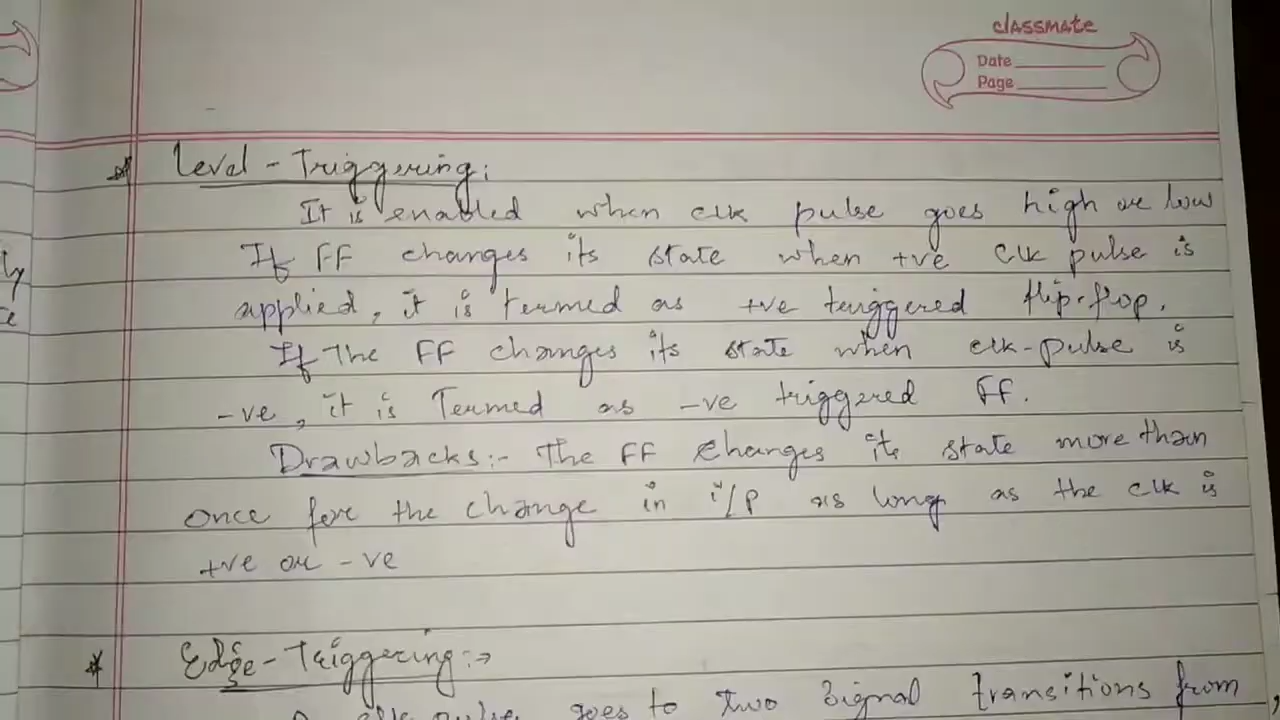 classmate
Date
Page
* Level - Triggering :
It is enabled when clk pulse goes high or low
If FF changes its state when +ve clk pulse is
applied, it is termed as +ve triggered flip-flop.
If The FF changes its state when clk-pulse is
-ve, it is Termed as -ve triggered FF.
Drawbacks :- The FF changes its state more than
once for the change in i/p as long as the clk is
+ve or -ve
* Edge - Triggering :→
clk pulse goes to two signal transitions from